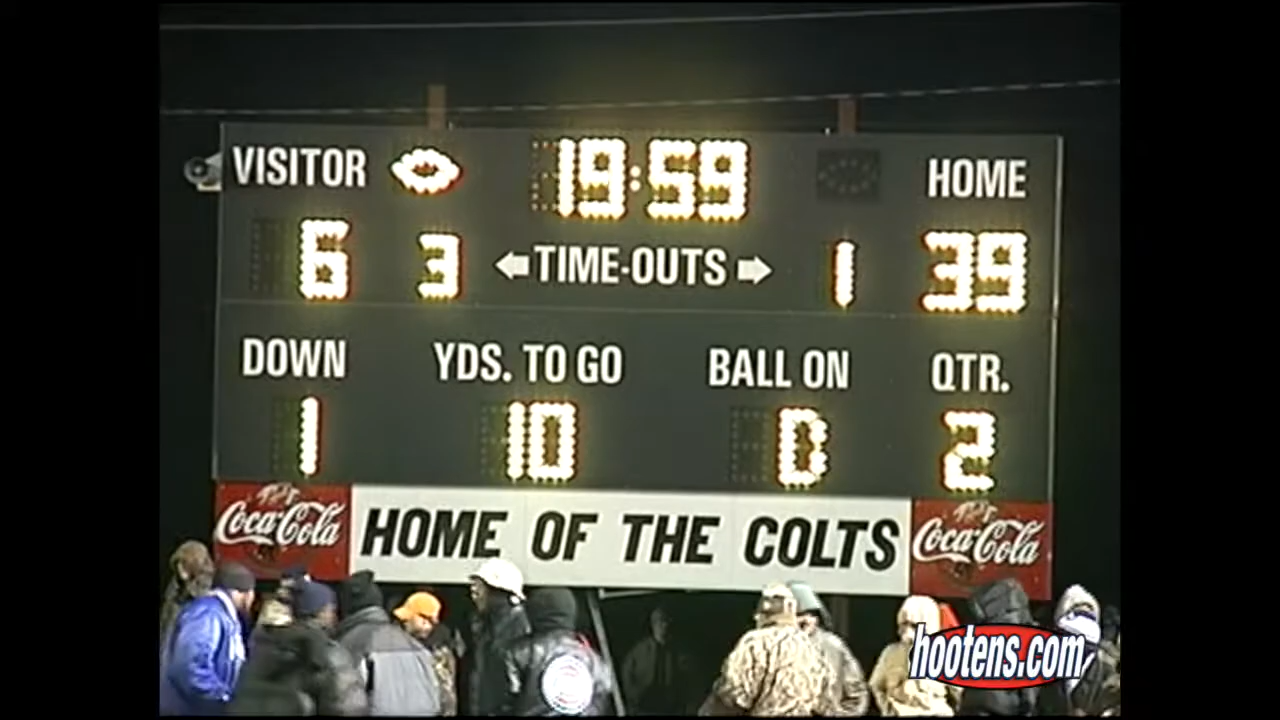 VISITOR 19:59 HOME
6 3 TIME-OUTS 1 39
DOWN YDS. TO GO BALL ON QTR.
1 10 0 2
Coca-Cola HOME OF THE COLTS Coca-Cola
hootens.com